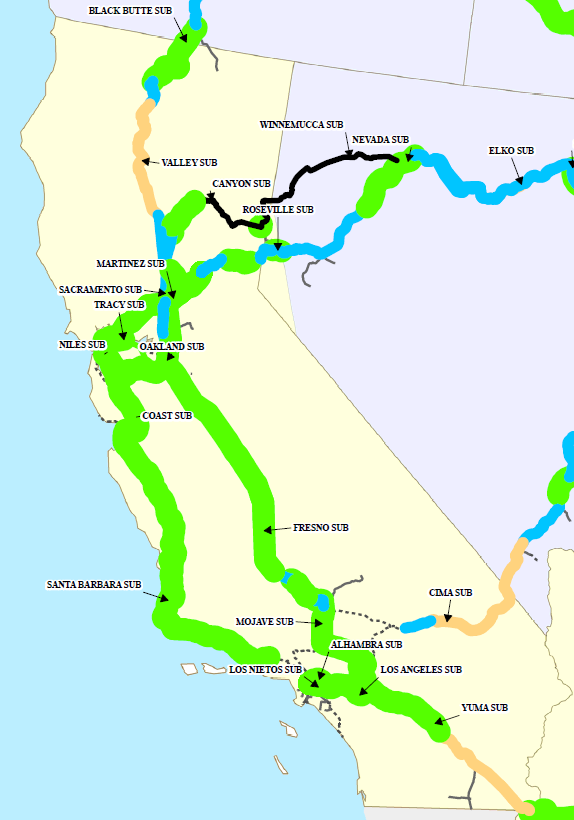 BLACK BUTTE SUB
WINNEMUCCA SUB
NEVADA SUB
ELKO SUB
VALLEY SUB
CANYON SUB
ROSEVILLE SUB
MARTINEZ SUB
SACRAMENTO SUB
TRACY SUB
NILES SUB
OAKLAND SUB
COAST SUB
FRESNO SUB
SANTA BARBARA SUB
CIMA SUB
MOJAVE SUB
ALHAMBRA SUB
LOS NIETOS SUB
LOS ANGELES SUB
YUMA SUB